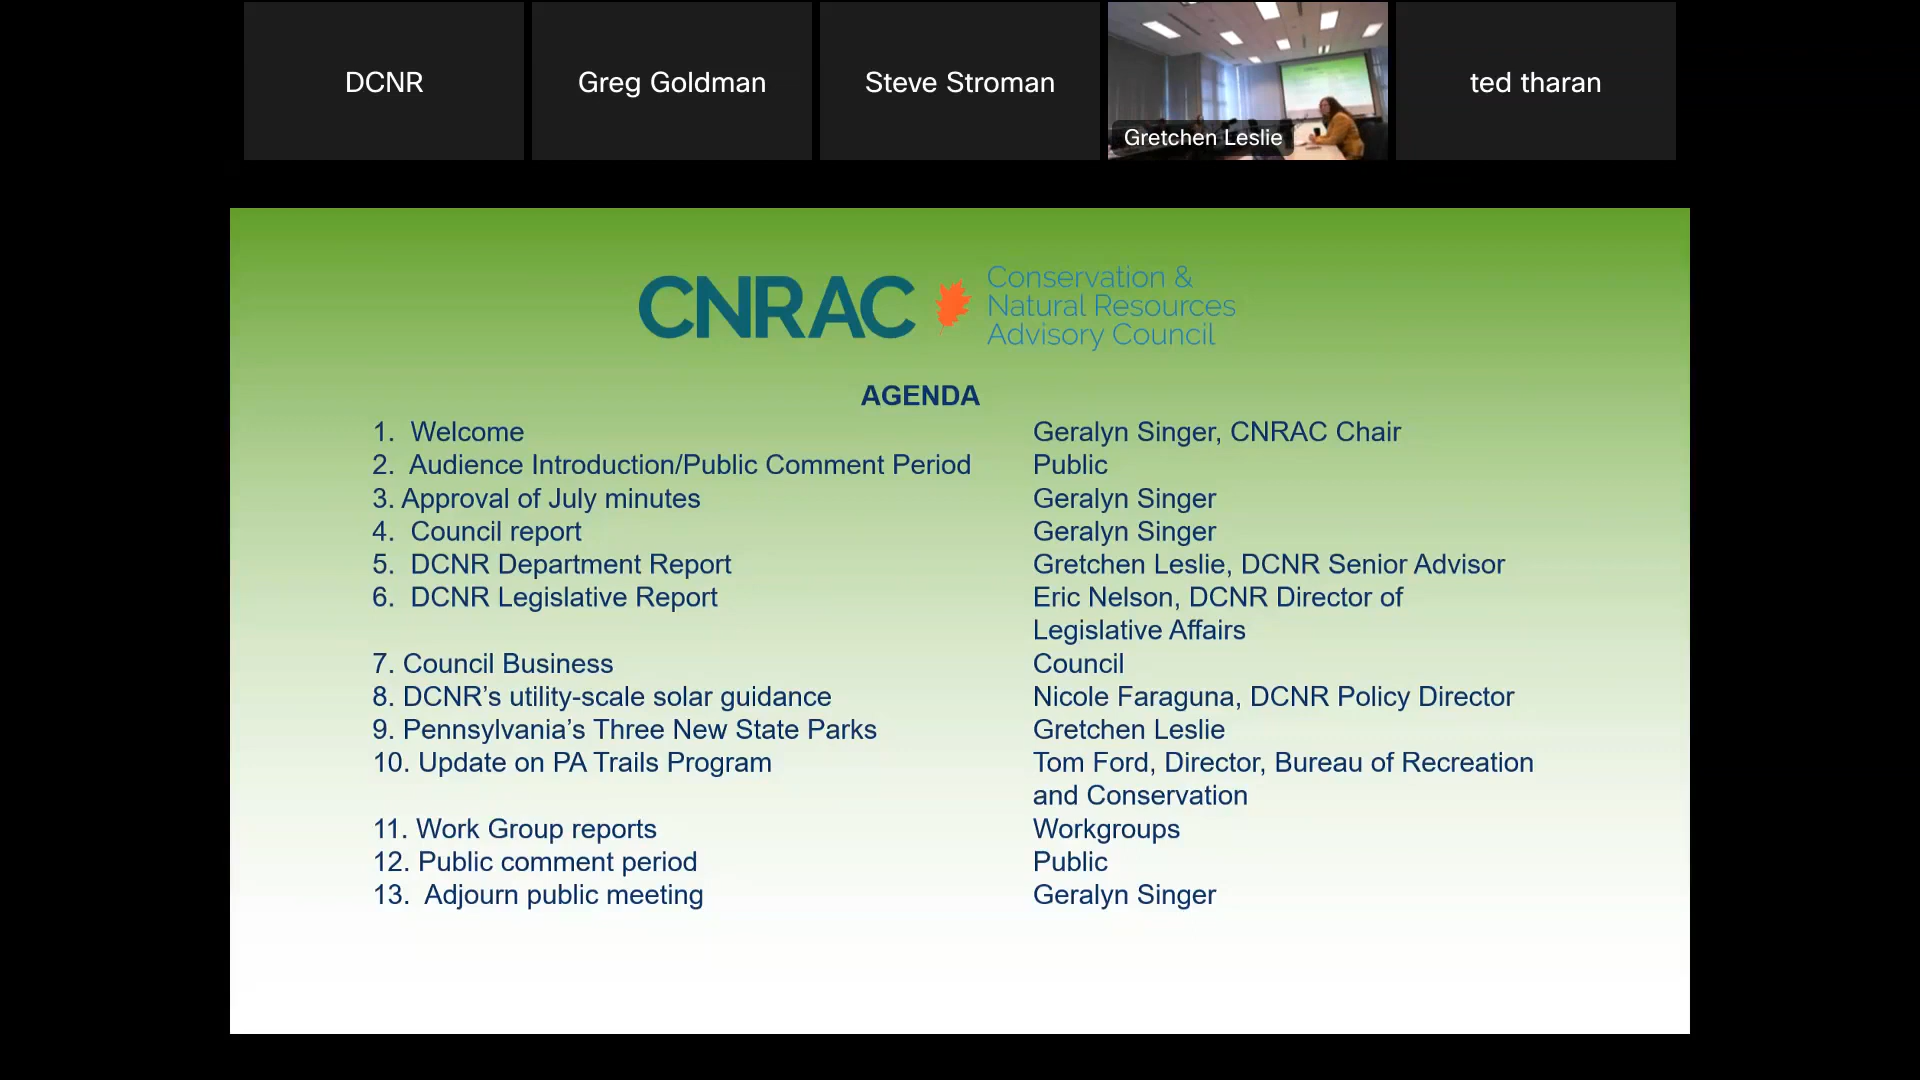 DCNR
Greg Goldman
Steve Stroman
Gretchen Leslie
ted tharan
CNRAC
Conservation &
Natural Resources
Advisory Council
AGENDA
1. Welcome Geralyn Singer, CNRAC Chair
2. Audience Introduction/Public Comment Period Public
3. Approval of July minutes Geralyn Singer
4. Council report Geralyn Singer
5. DCNR Department Report Gretchen Leslie, DCNR Senior Advisor
6. DCNR Legislative Report Eric Nelson, DCNR Director of
Legislative Affairs
7. Council Business Council
8. DCNR’s utility-scale solar guidance Nicole Faraguna, DCNR Policy Director
9. Pennsylvania’s Three New State Parks Gretchen Leslie
10. Update on PA Trails Program Tom Ford, Director, Bureau of Recreation
and Conservation
11. Work Group reports Workgroups
12. Public comment period Public
13. Adjourn public meeting Geralyn Singer